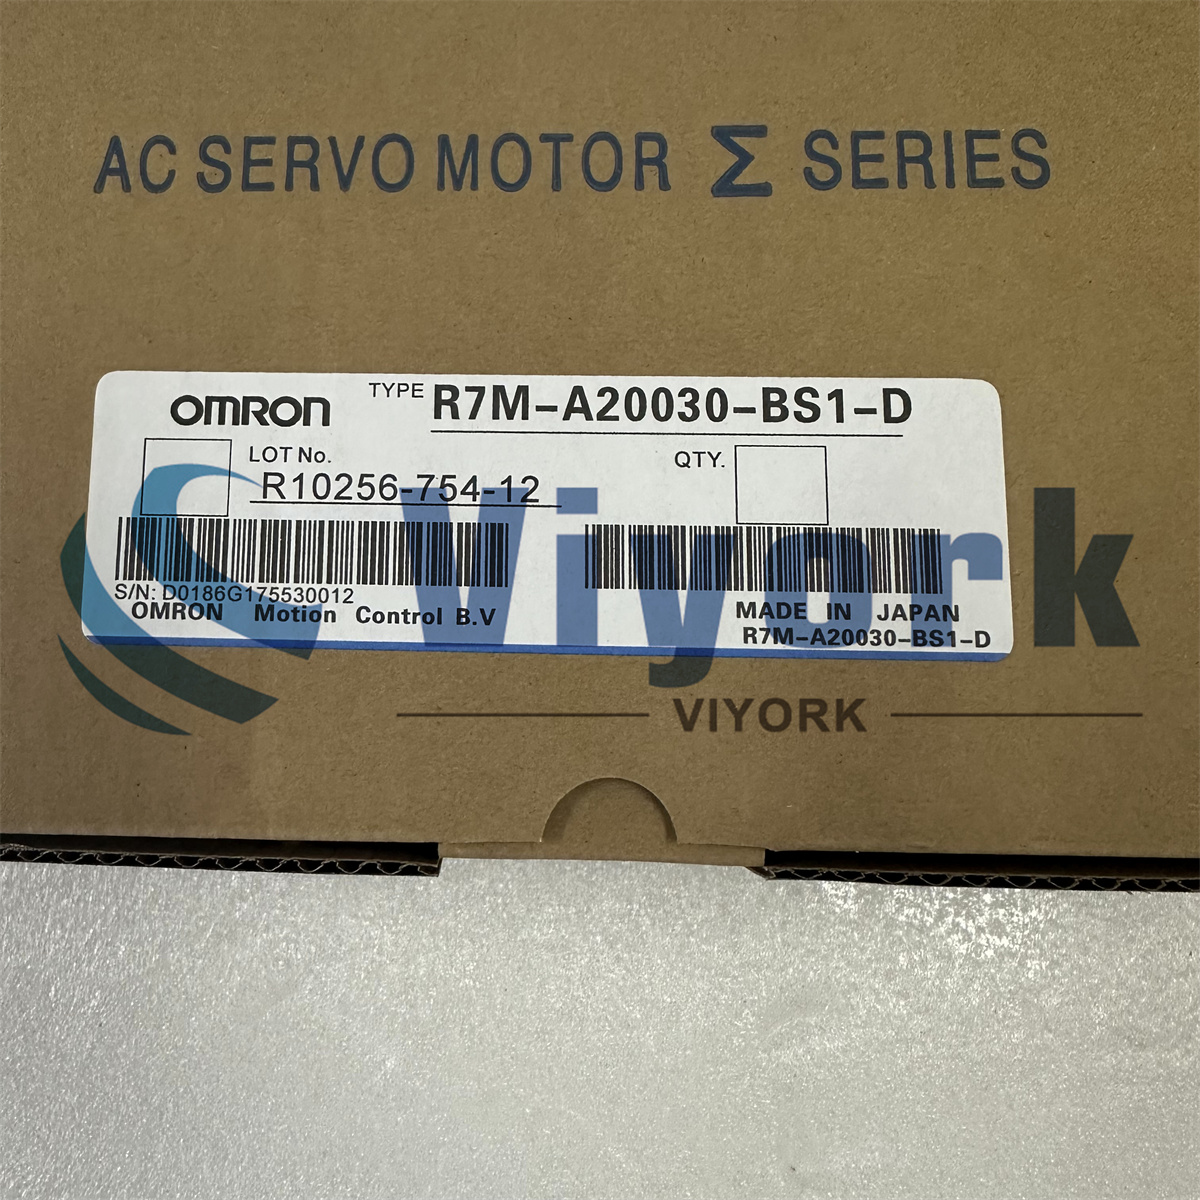 AC SERVO MOTOR Σ SERIES
OMRON
TYPE R7M-A20030-BS1-D
LOT No.
R10256-754-12
QTY.
S/N: D0186G175530012
OMRON Motion Control B.V
MADE IN JAPAN
R7M-A20030-BS1-D
Viyork
VIYORK